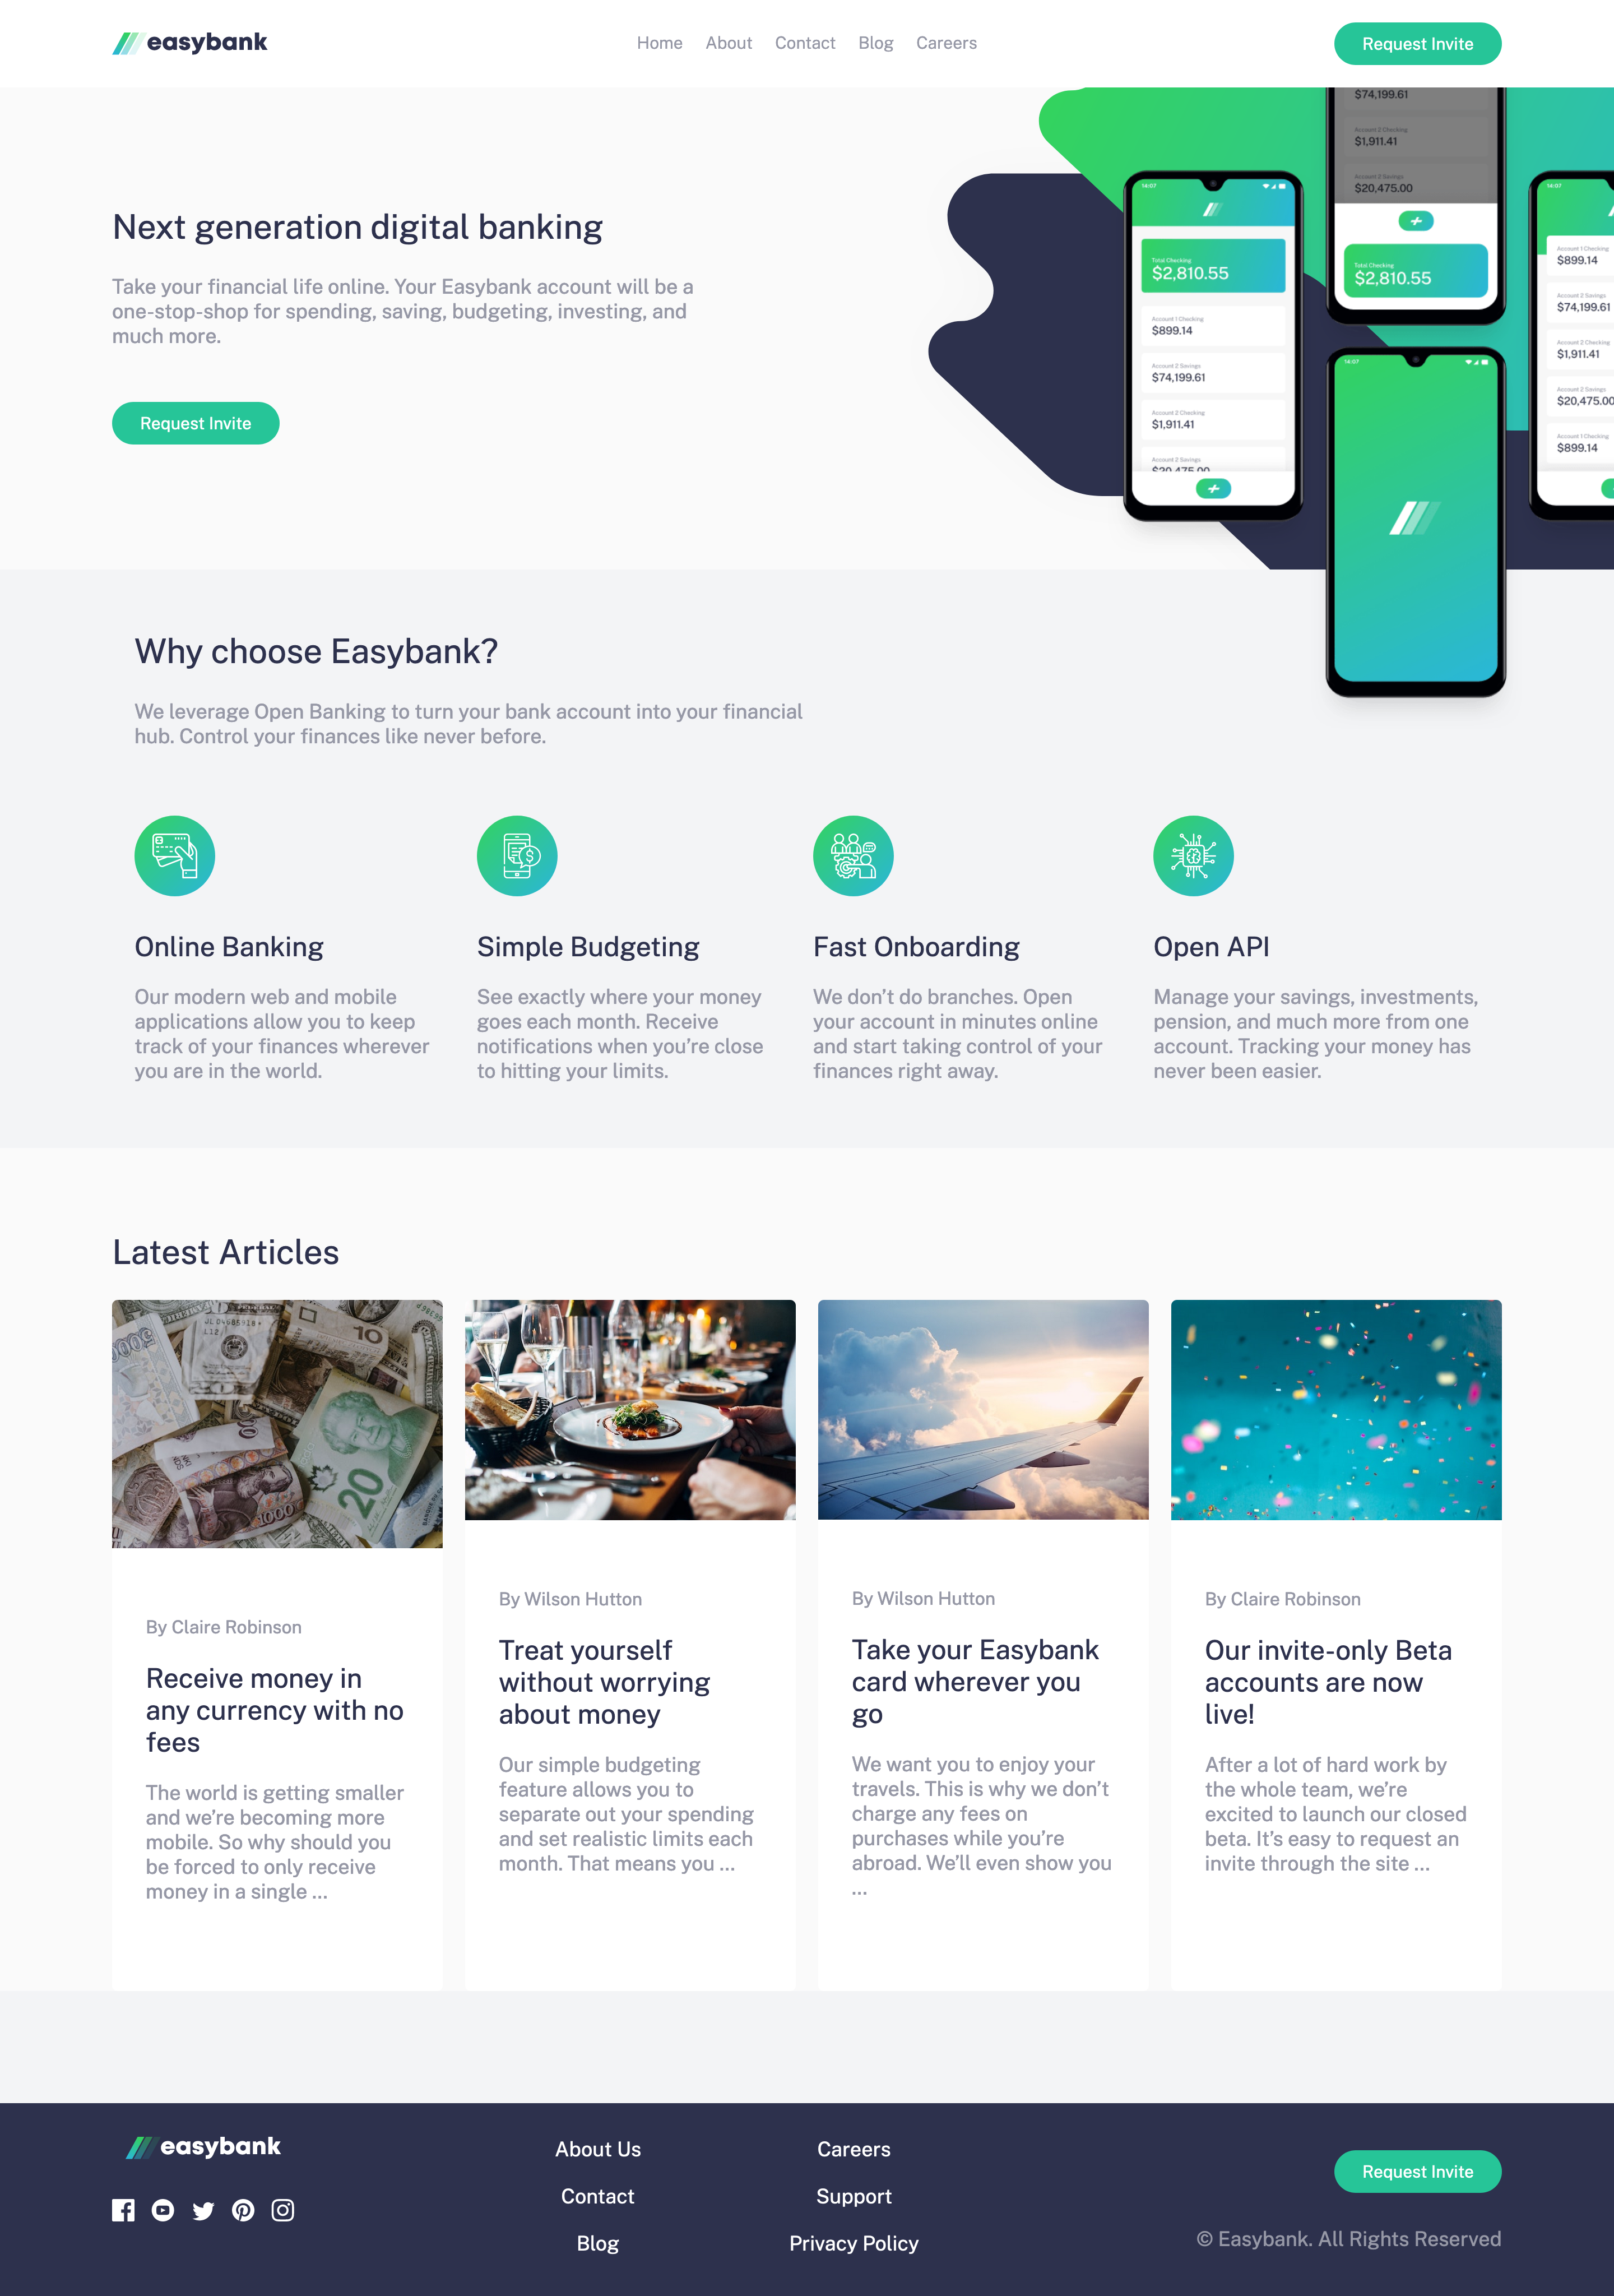 easybank
Home About Contact Blog Careers
Request Invite
Next generation digital banking
Take your financial life online. Your Easybank account will be a
one-stop-shop for spending, saving, budgeting, investing, and
much more.
Request Invite
$74,199.61
Account 2 Checking
$1,911.41
Account 2 Savings
$20,475.00
Total Checking
$2,810.55
14:07
Total Checking
$2,810.55
Account 1 Checking
$899.14
Account 2 Savings
$74,199.61
Account 2 Checking
$1,911.41
Account 2 Savings
$20,475.00
14:07
14:07
Account 1 Checking
$899.14
Account 2 Savings
$74,199.61
Account 2 Checking
$1,911.41
Account 2 Savings
$20,475.00
Account 1 Checking
$899.14
Why choose Easybank?
We leverage Open Banking to turn your bank account into your financial
hub. Control your finances like never before.
Online Banking
Our modern web and mobile
applications allow you to keep
track of your finances wherever
you are in the world.
Simple Budgeting
See exactly where your money
goes each month. Receive
notifications when you’re close
to hitting your limits.
Fast Onboarding
We don’t do branches. Open
your account in minutes online
and start taking control of your
finances right away.
Open API
Manage your savings, investments,
pension, and much more from one
account. Tracking your money has
never been easier.
Latest Articles
10
20
1000
By Claire Robinson
Receive money in
any currency with no
fees
The world is getting smaller
and we’re becoming more
mobile. So why should you
be forced to only receive
money in a single …
By Wilson Hutton
Treat yourself
without worrying
about money
Our simple budgeting
feature allows you to
separate out your spending
and set realistic limits each
month. That means you …
By Wilson Hutton
Take your Easybank
card wherever you
go
We want you to enjoy your
travels. This is why we don’t
charge any fees on
purchases while you’re
abroad. We’ll even show you
…
By Claire Robinson
Our invite-only Beta
accounts are now
live!
After a lot of hard work by
the whole team, we’re
excited to launch our closed
beta. It’s easy to request an
invite through the site …
easybank
About Us
Contact
Blog
Careers
Support
Privacy Policy
Request Invite
© Easybank. All Rights Reserved